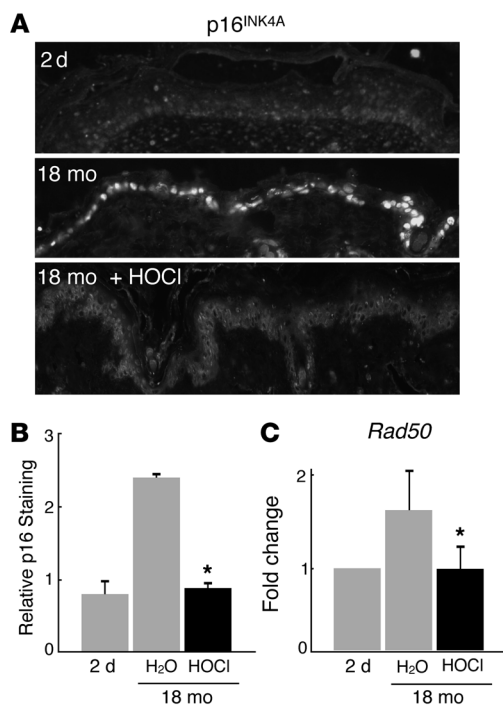 A
p16INK4A
2 d
18 mo
18 mo + HOCl
B
3
2
1
0
Relative p16 Staining
2 d
H2O
HOCl
18 mo
*
C
Rad50
2
1
0
Fold change
2 d
H2O
HOCl
18 mo
*